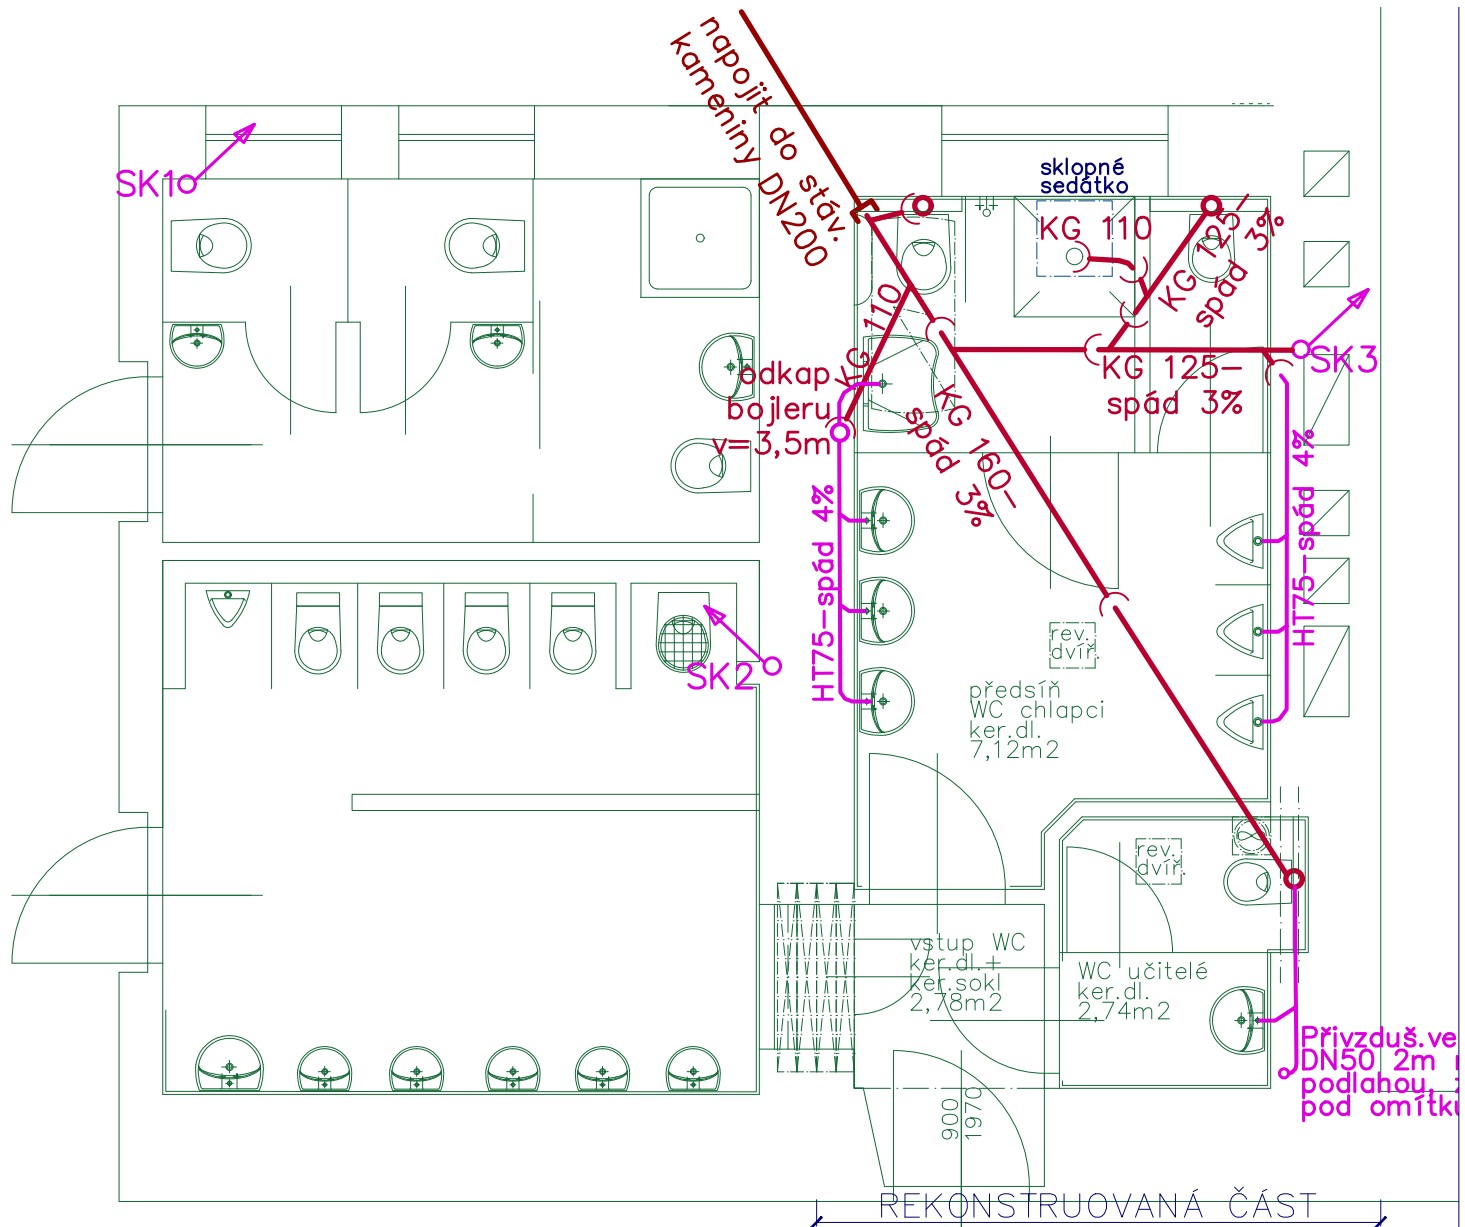 napojit do stáv.
kameniny DN200
SK1
sklopné
sedátko
KG 110
KG 125-
spád 3%
KG 110
SK3
KG 125-
spád 3%
odkap
bojleru
v=3,5m
KG 160-
spád 3%
HT75-spád 4%
HT75-spád 4%
SK2
rev.
dvíř.
předsíň
WC chlapci
ker.dl.
7,12m2
rev.
dvíř.
vstup WC
ker.dl.+
ker.sokl
2,78m2
WC učitelé
ker.dl.
2,74m2
Přivzduš.ve
DN50 2m
podlahou,
pod omítku
900
1970
REKONSTRUOVANÁ ČÁST